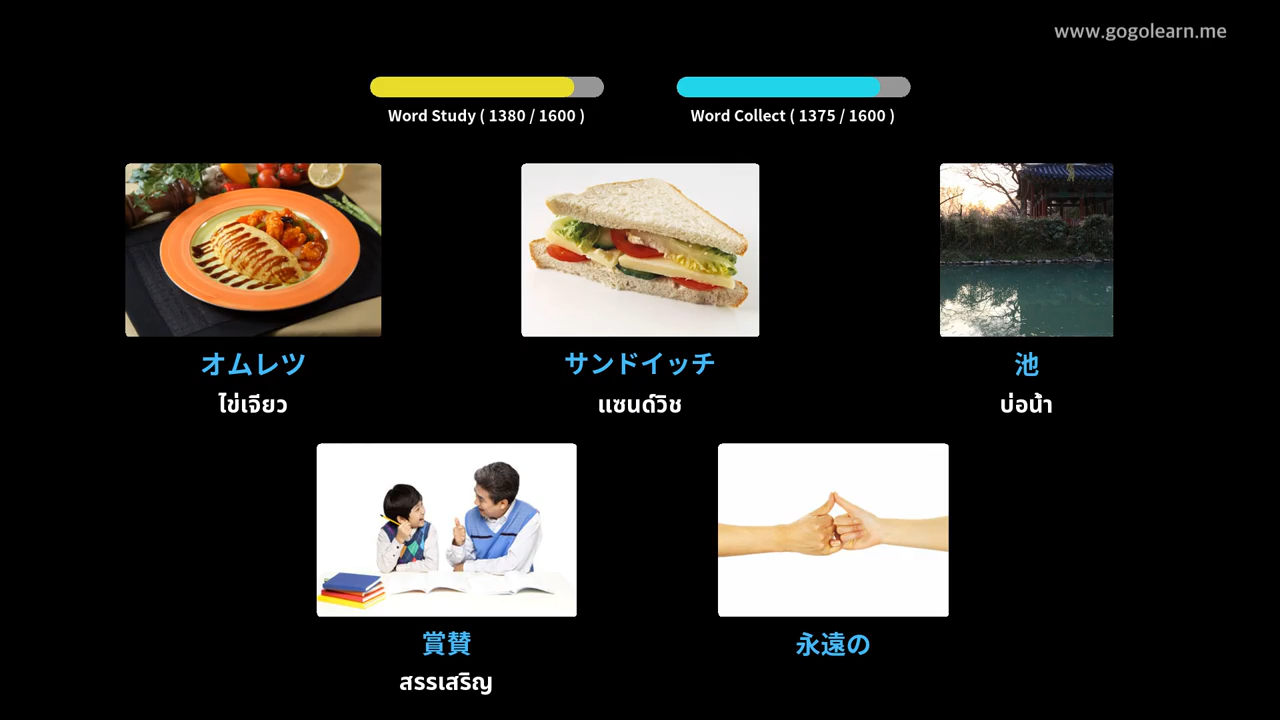 www.gogolearn.me
Word Study ( 1380 / 1600 )
Word Collect ( 1375 / 1600 )
オムレツ
サンドイッチ
池
ไข่เจียว
แซนด์วิช
บ่อน้ำ
賞賛
永遠の
สรรเสริญ